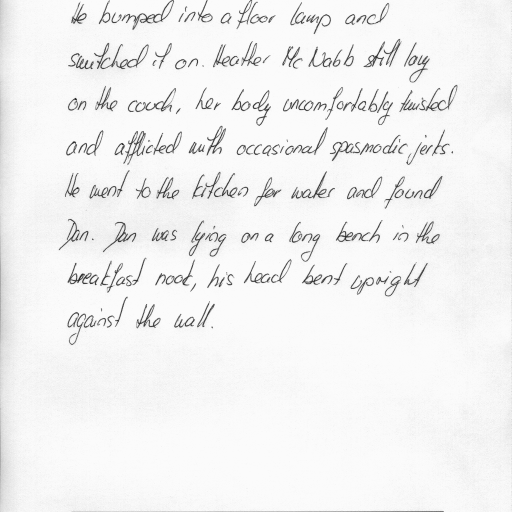 He bumped into a floor lamp and
switched it on. Heather Mc Nabb still lay
on the couch, her body uncomfortably twisted
and afflicted with occasional spasmodic jerks.
He went to the kitchen for water and found
Dan. Dan was lying on a long bench in the
breakfast nook, his head bent upright
against the wall.